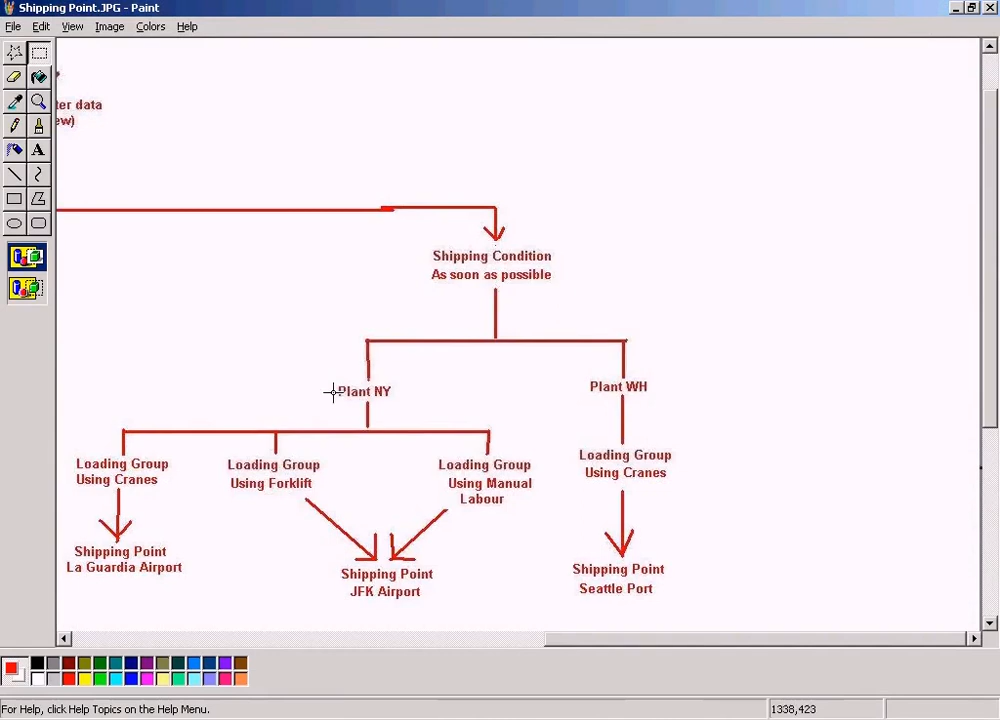 Shipping Point.JPG - Paint
File Edit View Image Colors Help
ter data
ew)
Shipping Condition
As soon as possible
Plant NY
Plant WH
Loading Group
Using Cranes
Loading Group
Using Forklift
Loading Group
Using Manual
Labour
Loading Group
Using Cranes
Shipping Point
La Guardia Airport
Shipping Point
JFK Airport
Shipping Point
Seattle Port
For Help, click Help Topics on the Help Menu.
1338,423